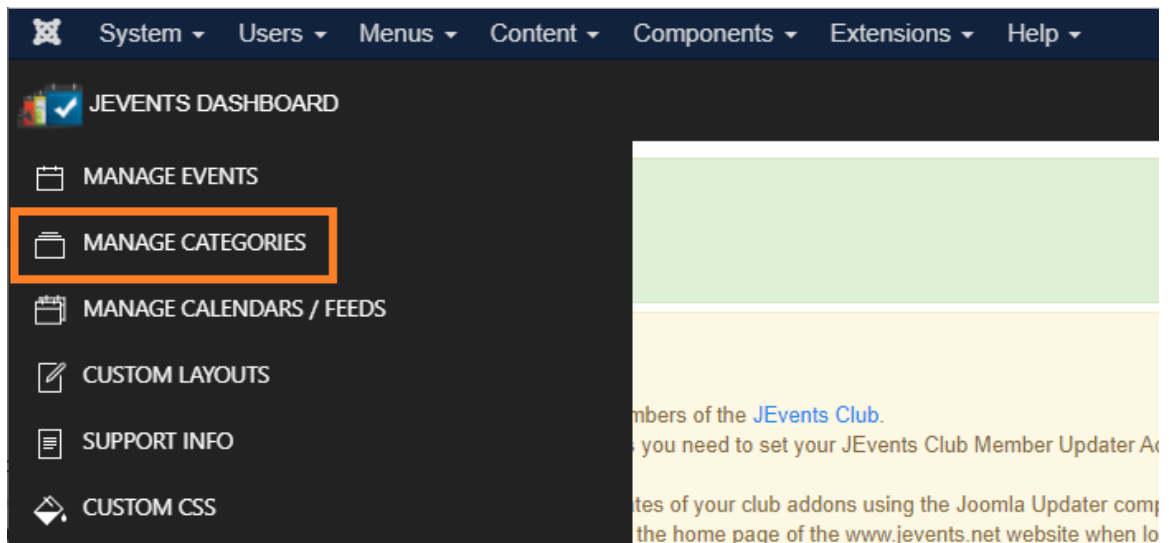 System Users Menus Content Components Extensions Help
JEVENTS DASHBOARD
MANAGE EVENTS
MANAGE CATEGORIES
MANAGE CALENDARS / FEEDS
CUSTOM LAYOUTS
of the JEvents Club.
SUPPORT INFO
you need to set your JEvents Club Member Updater
CUSTOM CSS
of your club addons using the Joomla Updater
the home page of the www.jevents.net website when